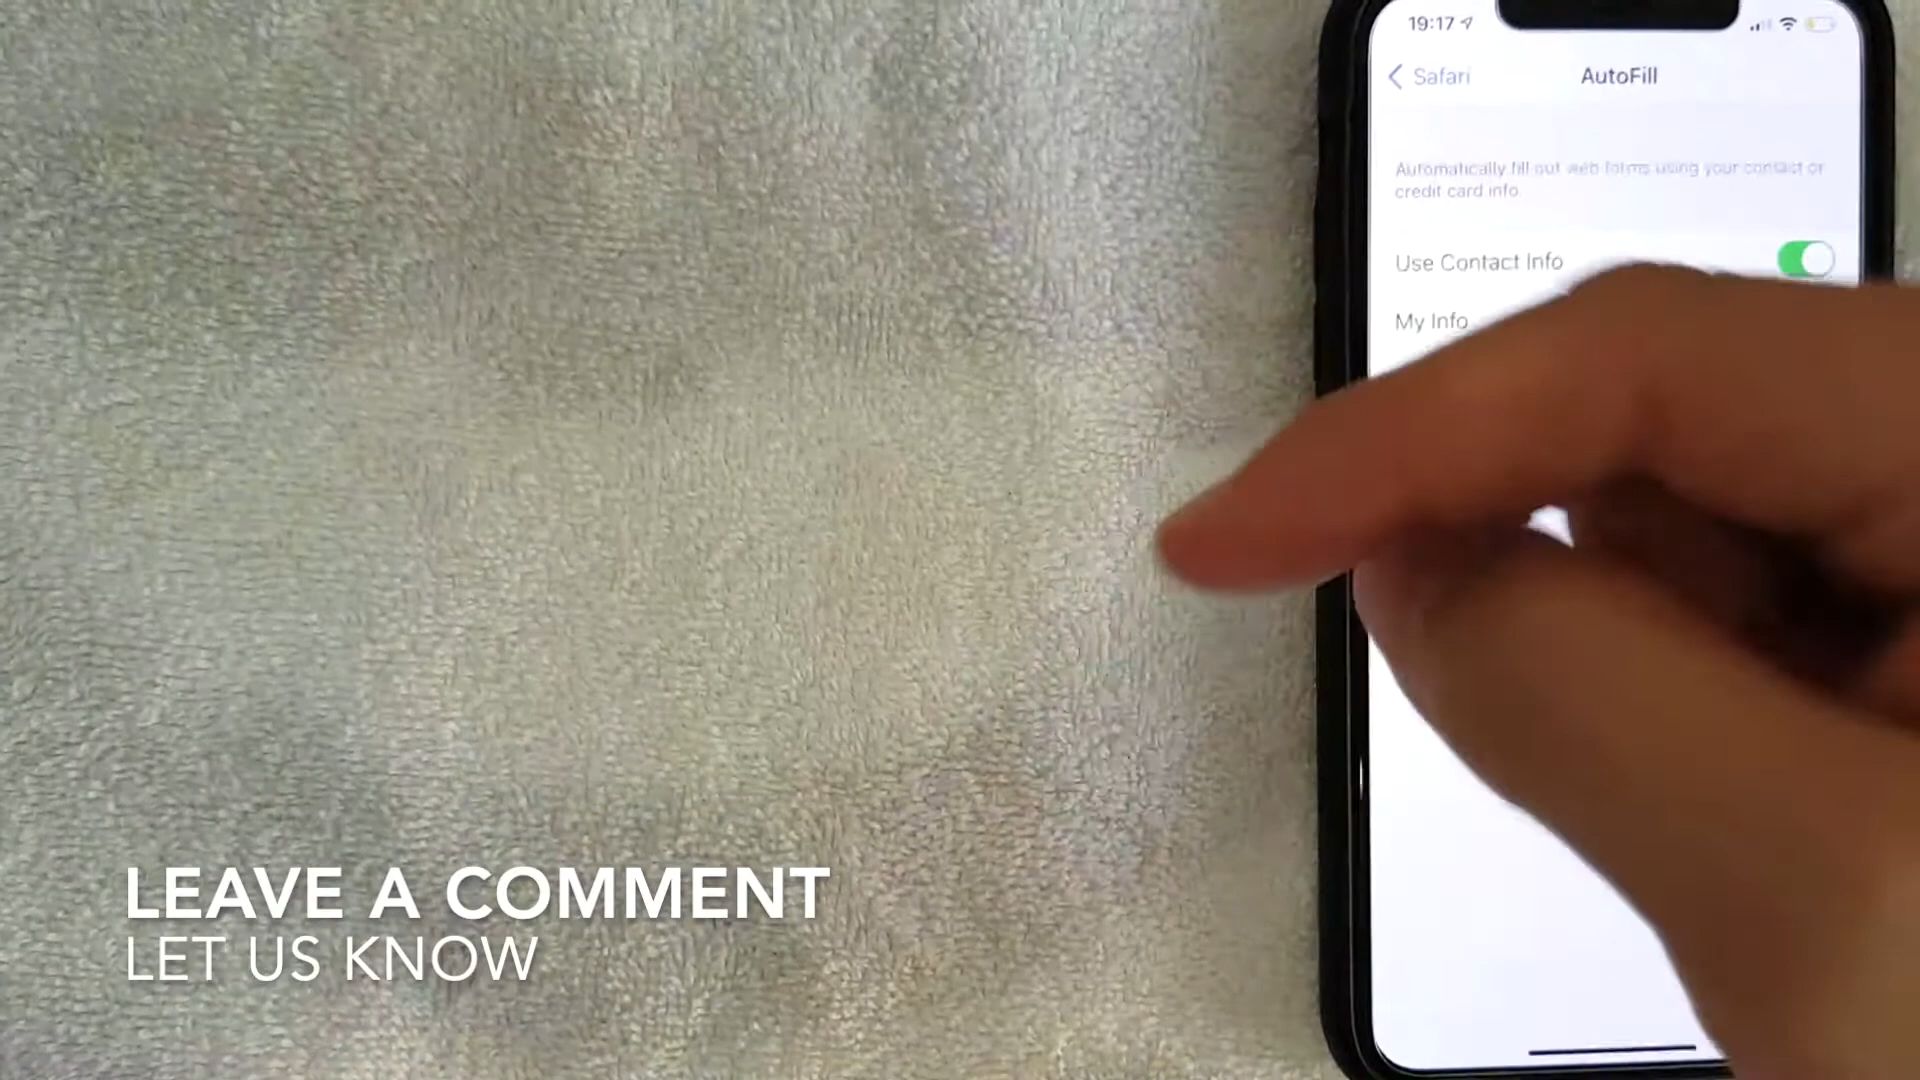 19:17
Safari
AutoFill
Automatically fill out web forms using your contact or
credit card info.
Use Contact Info
My Info
LEAVE A COMMENT
LET US KNOW